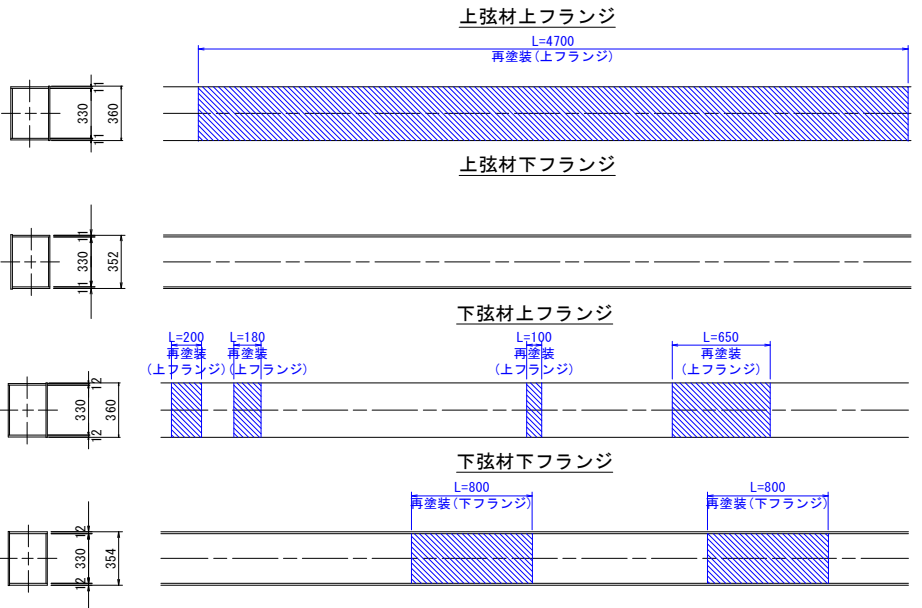 上弦材上フランジ
L=4700
再塗装(上フランジ)
11
330
360
11
上弦材下フランジ
11
330
352
11
下弦材上フランジ
L=200
再塗装
(上フランジ)
L=180
再塗装
(上フランジ)
L=100
再塗装
(上フランジ)
L=650
再塗装
(上フランジ)
12
330
360
12
下弦材下フランジ
L=800
再塗装(下フランジ)
L=800
再塗装(下フランジ)
12
330
354
12